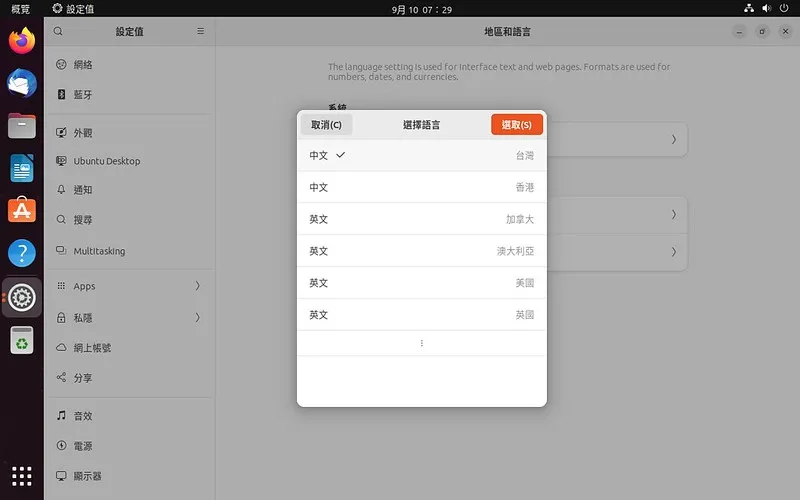 概覽
設定值
9月 10 07：29
設定值
地區和語言
網絡
藍牙
外觀
Ubuntu Desktop
通知
搜尋
Multitasking
Apps
私隱
網上帳號
分享
音效
電源
顯示器
The language setting is used for interface text and web pages. Formats are used for
numbers, dates, and currencies.
系統
取消(C)
選擇語言
選取(S)
中文 台灣
中文 香港
英文 加拿大
英文 澳大利亞
英文 美國
英文 英國